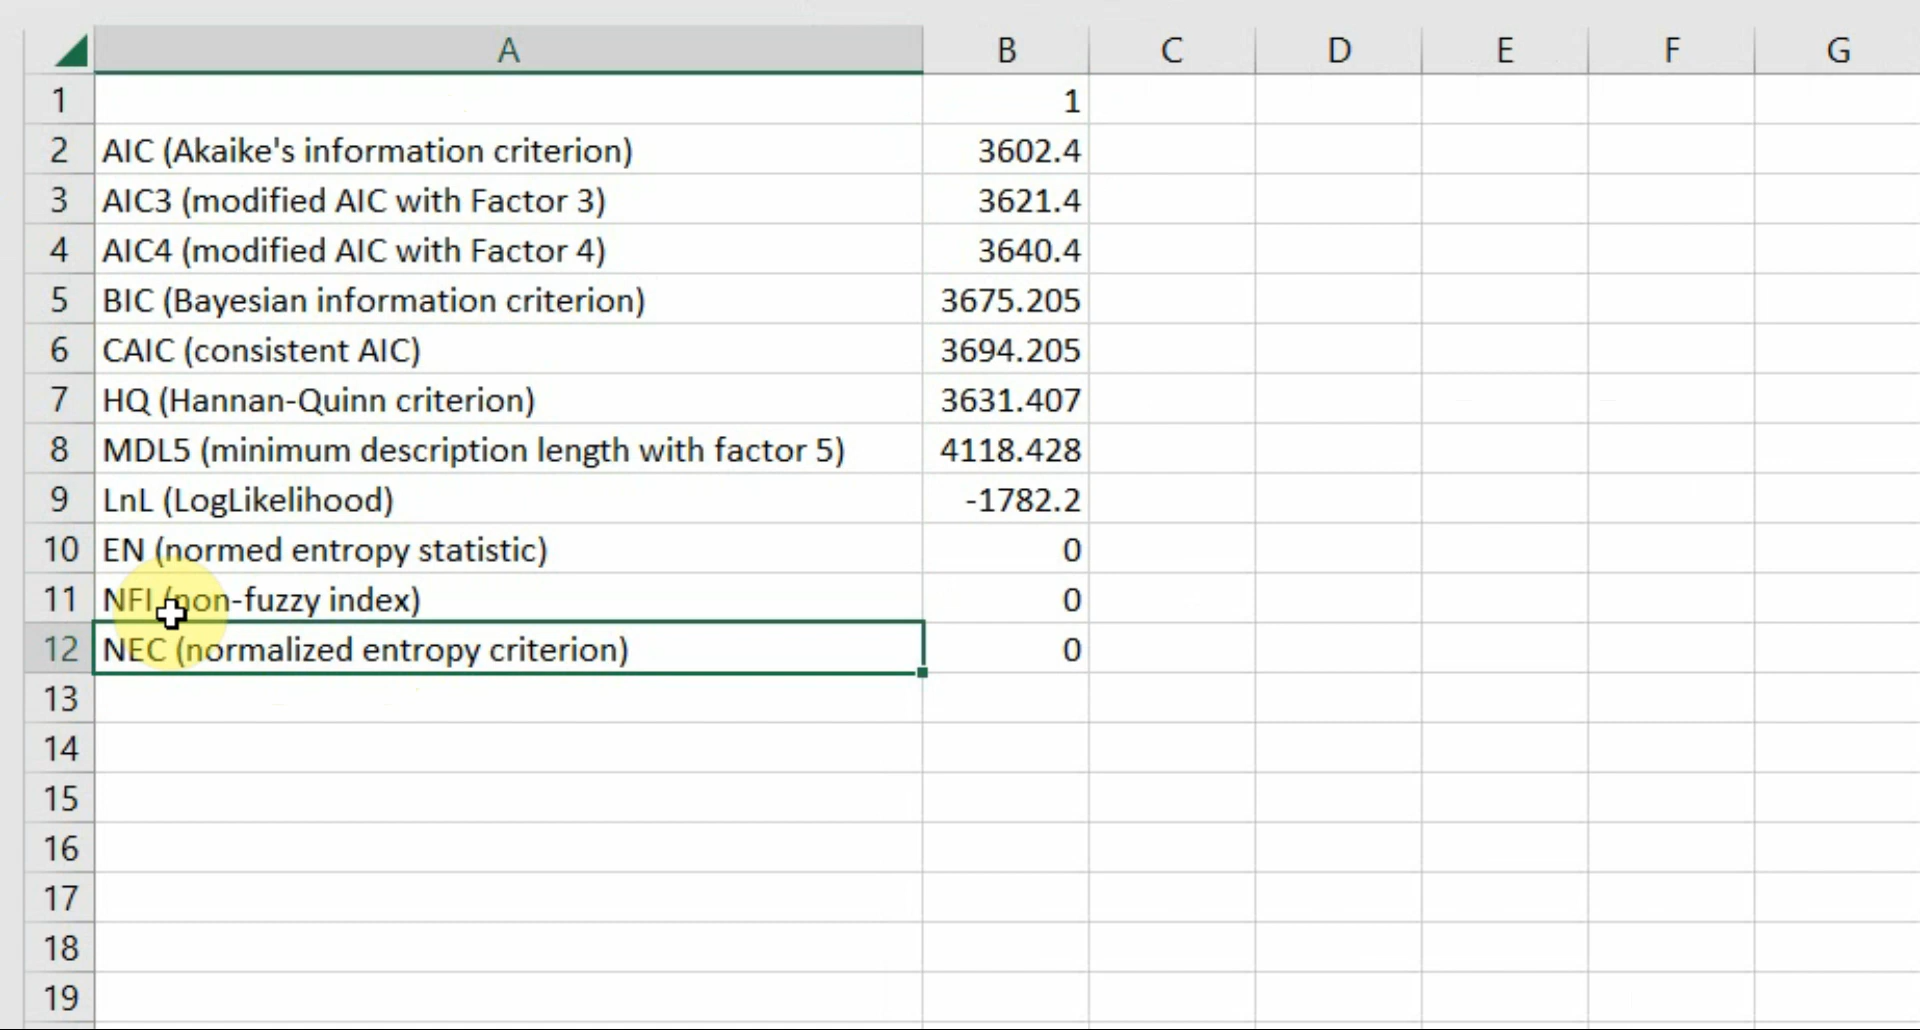 A B C D E F G
1 1
2 AIC (Akaike's information criterion) 3602.4
3 AIC3 (modified AIC with Factor 3) 3621.4
4 AIC4 (modified AIC with Factor 4) 3640.4
5 BIC (Bayesian information criterion) 3675.205
6 CAIC (consistent AIC) 3694.205
7 HQ (Hannan-Quinn criterion) 3631.407
8 MDL5 (minimum description length with factor 5) 4118.428
9 LnL (LogLikelihood) -1782.2
10 EN (normed entropy statistic) 0
11 NFI (non-fuzzy index) 0
12 NEC (normalized entropy criterion) 0
13
14
15
16
17
18
19